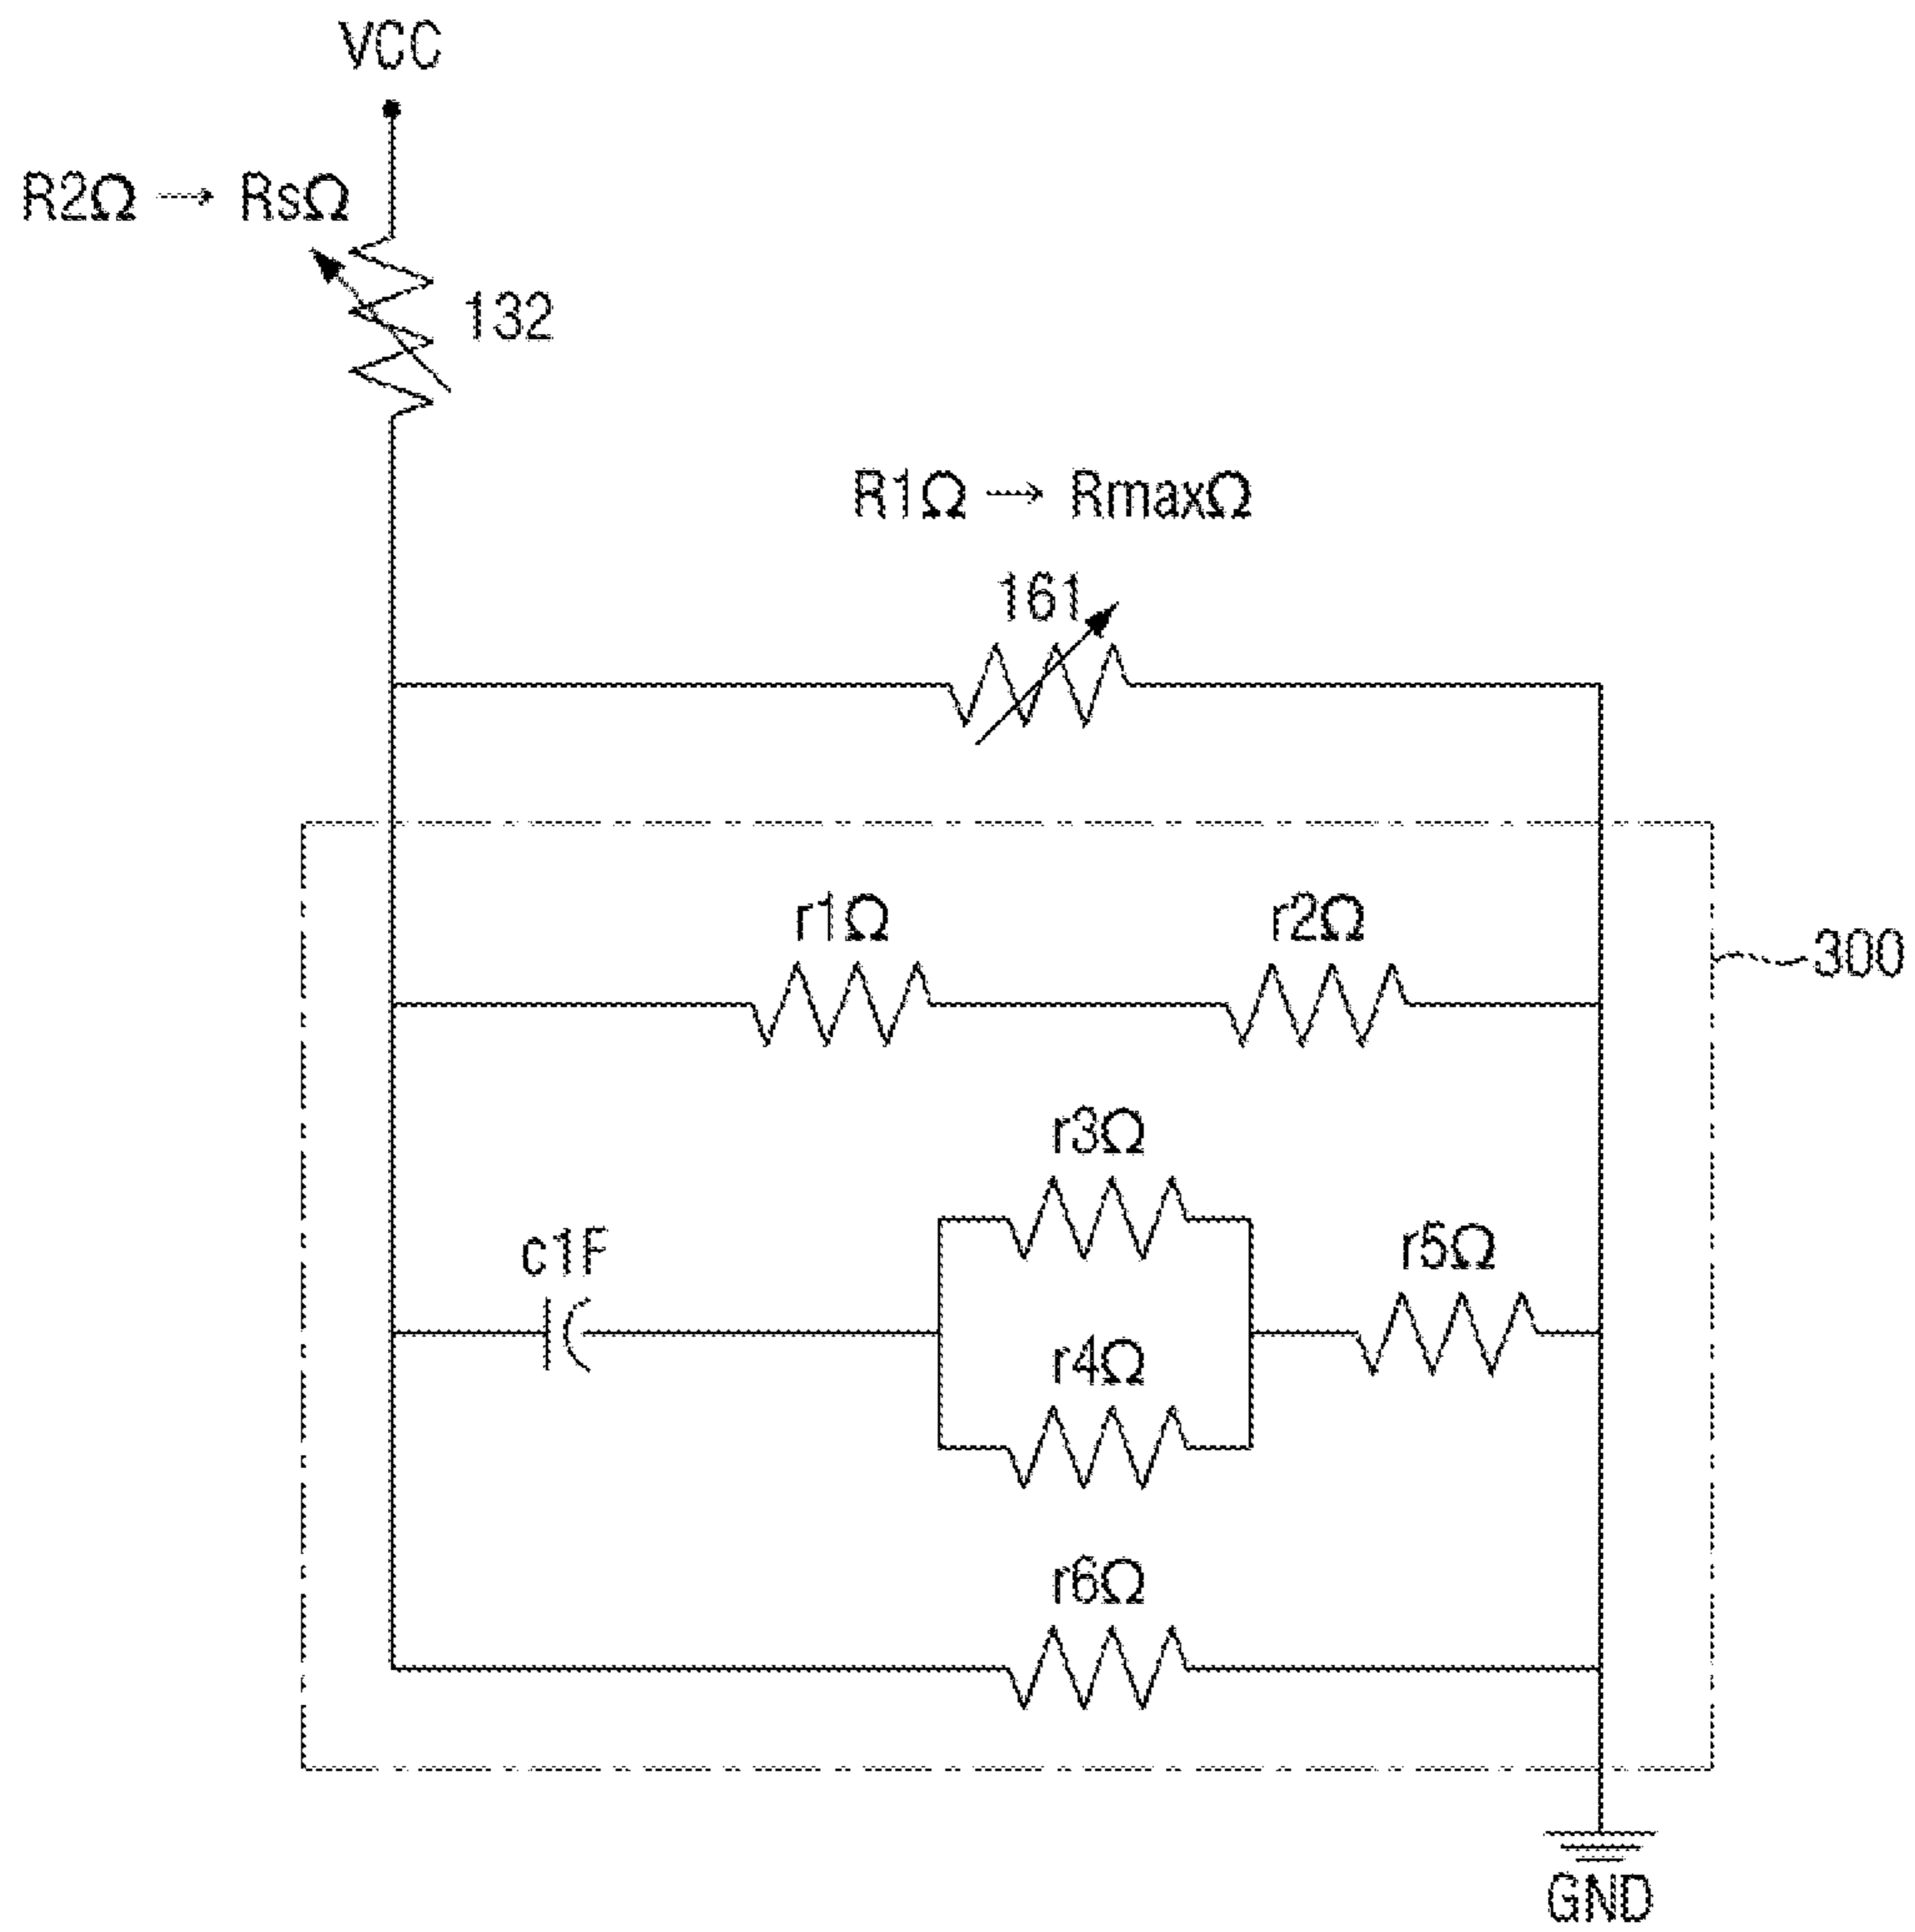 VCC
R2Ω → RsΩ
132
R1Ω → RmaxΩ
161
r1Ω
r2Ω
300
r3Ω
c1F
r5Ω
r4Ω
r6Ω
GND